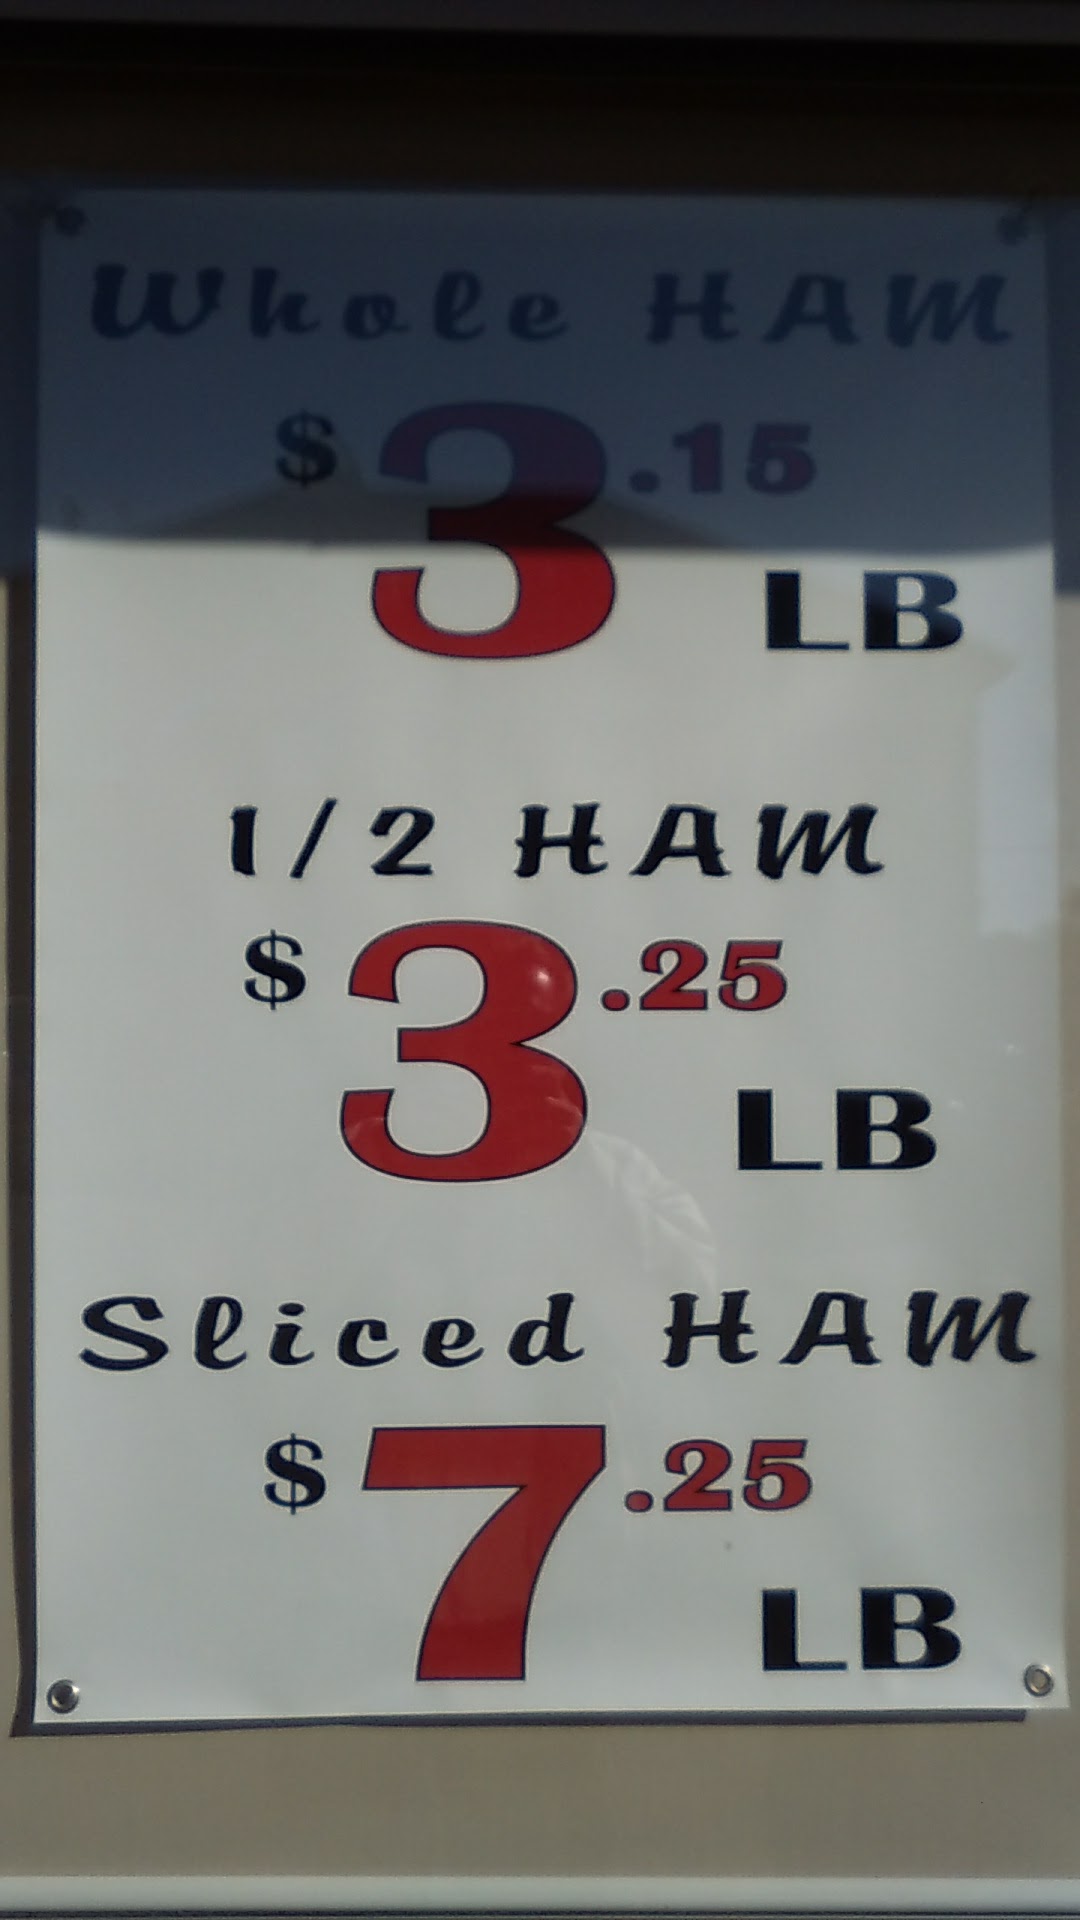 Whole HAM
$3.15
LB
1/2 HAM
$3.25
LB
Sliced HAM
$7.25
LB